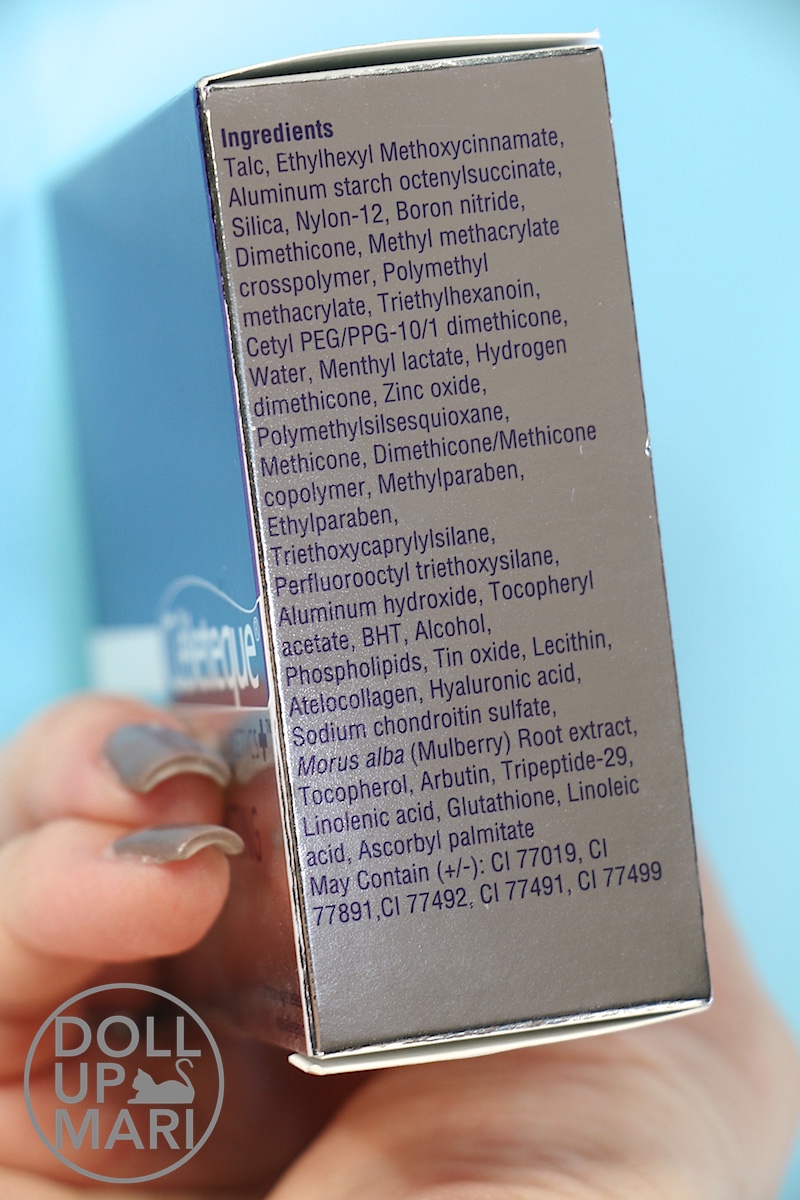 Ingredients
Talc, Ethylhexyl Methoxycinnamate,
Aluminum starch octenylsuccinate,
Silica, Nylon-12, Boron nitride,
Dimethicone, Methyl methacrylate
crosspolymer, Polymethyl
methacrylate, Triethylhexanoin,
Cetyl PEG/PPG-10/1 dimethicone,
Water, Menthyl lactate, Hydrogen
dimethicone, Zinc oxide,
Polymethylsilsesquioxane,
Methicone, Dimethicone/Methicone
copolymer, Methylparaben,
Ethylparaben,
Triethoxycaprylylsilane,
Perfluorooctyl triethoxysilane,
Aluminum hydroxide, Tocopheryl
acetate, BHT, Alcohol,
Phospholipids, Tin oxide, Lecithin,
Atelocollagen, Hyaluronic acid,
Sodium chondroitin sulfate,
Morus alba (Mulberry) Root extract,
Tocopherol, Arbutin, Tripeptide-29,
Linolenic acid, Glutathione, Linoleic
acid, Ascorbyl palmitate
May Contain (+/-): CI 77019, CI
77891,CI 77492, CI 77491, CI 77499
DOLL
UP
MARI